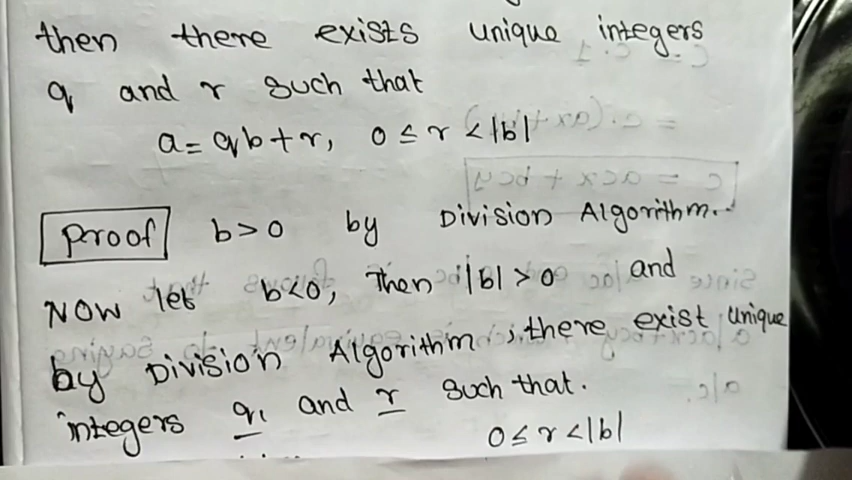 then there exists unique integers
q and r such that
a = qb + r, 0 ≤ r < |b|
Proof b > 0 by Division Algorithm.
Now let b < 0, Then |b| > 0 and
by Division Algorithm, there exist unique
integers q₁ and r such that.
0 ≤ r < |b|